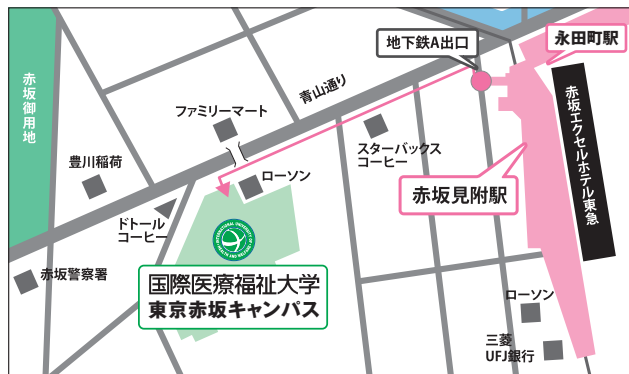 永田町駅
地下鉄A出口
赤坂御用地
青山通り
赤坂エクセルホテル東急
ファミリーマート
スターバックス
コーヒー
豊川稲荷
ローソン
赤坂見附駅
ドトール
コーヒー
赤坂警察署
国際医療福祉大学
東京赤坂キャンパス
ローソン
三菱
UFJ銀行